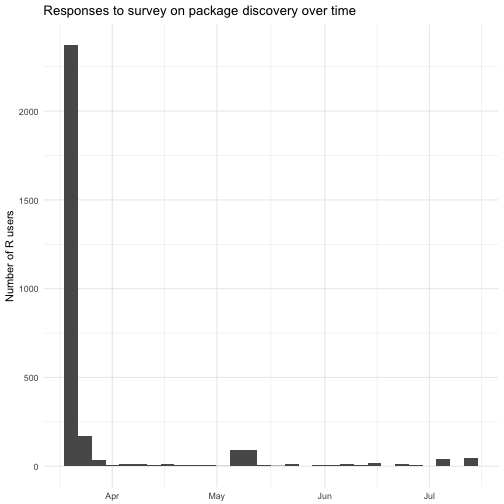 Responses to survey on package discovery over time
Number of R users
2000
1500
1000
500
0
Apr
May
Jun
Jul